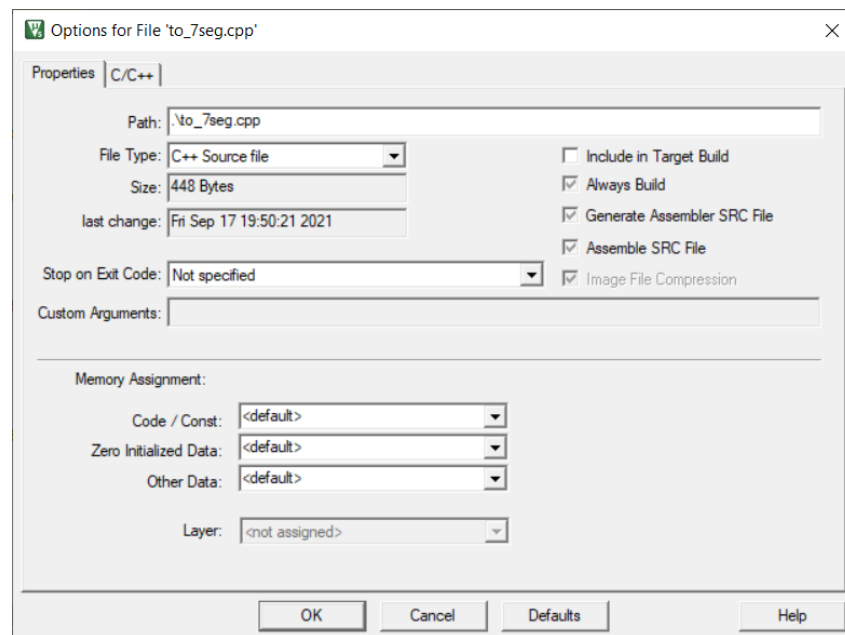 Options for File 'to_7seg.cpp'
Properties C/C++
Path: .\to_7seg.cpp
File Type: C++ Source file
Include in Target Build
Size: 448 Bytes
Always Build
last change: Fri Sep 17 19:50:21 2021
Generate Assembler SRC File
Assemble SRC File
Stop on Exit Code: Not specified
Image File Compression
Custom Arguments:
Memory Assignment:
Code / Const: <default>
Zero Initialized Data: <default>
Other Data: <default>
Layer: <not assigned>
OK Cancel Defaults Help